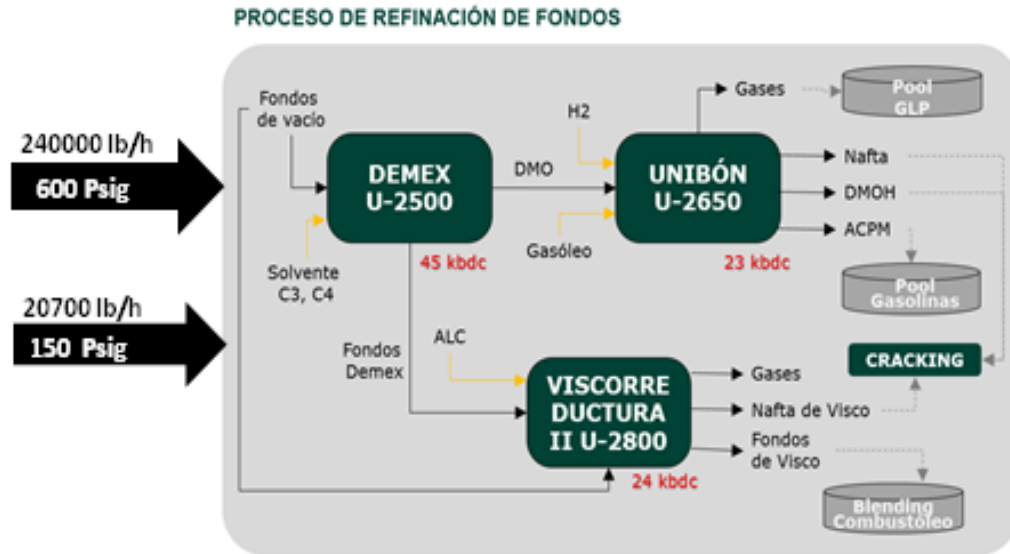 PROCESO DE REFINACIÓN DE FONDOS
240000 lb/h
600 Psig
20700 lb/h
150 Psig
Fondos
de vacío
DEMEX
U-2500
Solvente
C3, C4
45 kbdc
DMO
H2
Gasóleo
UNIBÓN
U-2650
23 kbdc
Gases
Pool
GLP
Nafta
DMOH
ACPM
Pool
Gasolinas
CRACKING
Fondos
Demex
ALC
VISCORRE
DUCTURA
II U-2800
24 kbdc
Gases
Nafta de Visco
Fondos
de Visco
Blending
Combustóleo